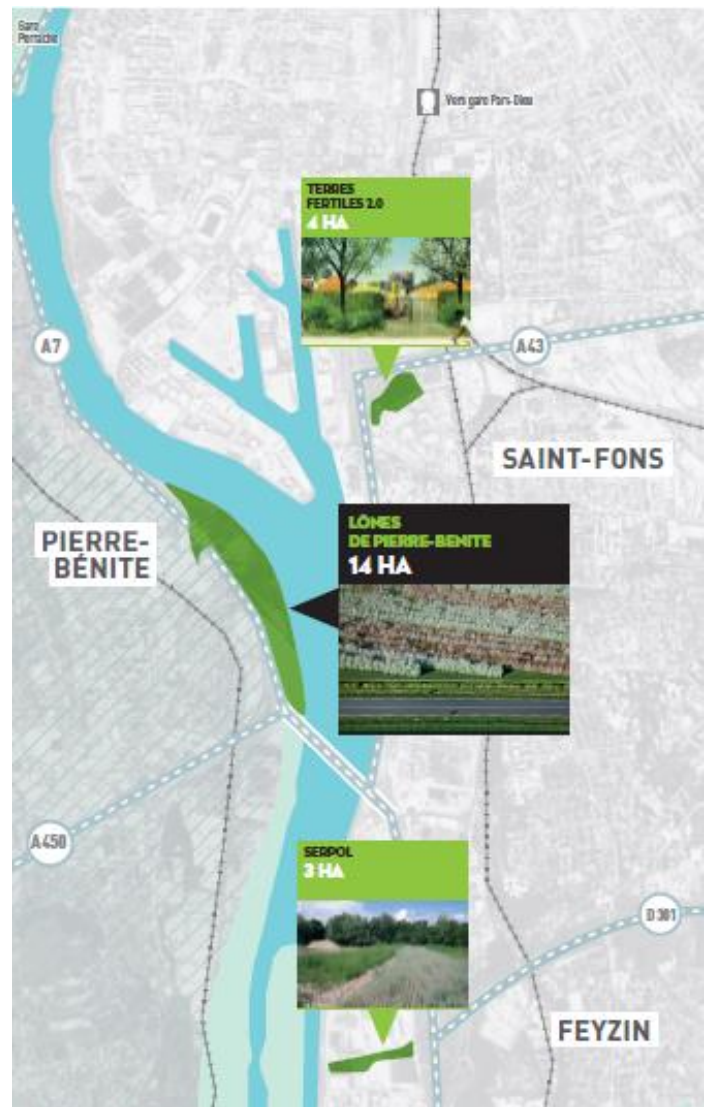 Gare
Perrache
Vers gare Part-Dieu
TERRES
FERTILES 2.0
4 HA
A7
A43
SAINT-FONS
PIERRE-
BÉNITE
LÔNES
DE PIERRE-BENITE
14 HA
A450
SERPOL
3 HA
D301
FEYZIN